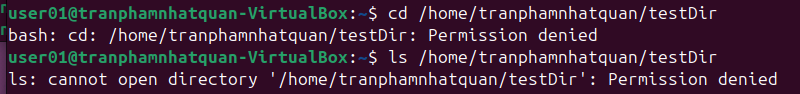 user01@tranphamnhatquan-VirtualBox:~$ cd /home/tranphamnhatquan/testDir
bash: cd: /home/tranphamnhatquan/testDir: Permission denied
user01@tranphamnhatquan-VirtualBox:~$ ls /home/tranphamnhatquan/testDir
ls: cannot open directory '/home/tranphamnhatquan/testDir': Permission denied